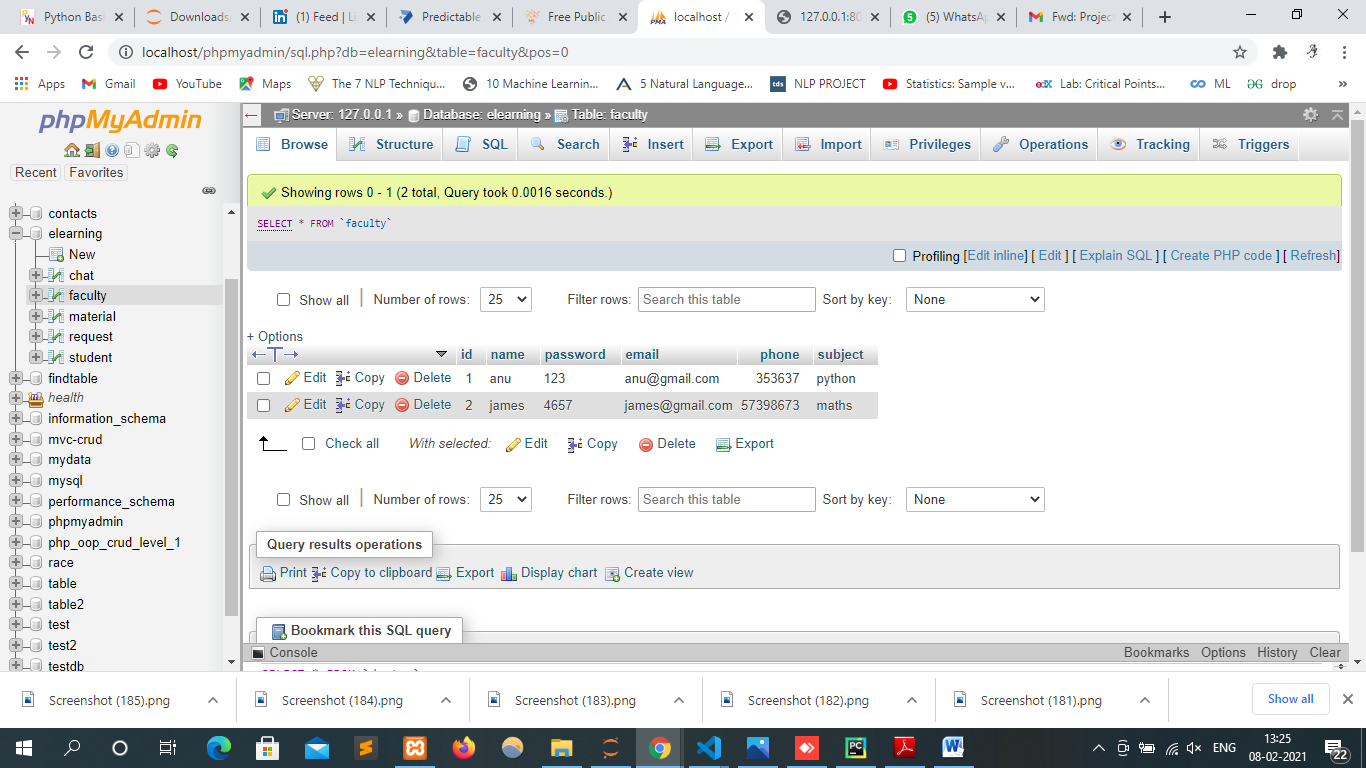 Python Bas
Downloads/
(1) Feed | Li
Predictable
Free Public
localhost /
127.0.0.1:80
(5) WhatsA
Fwd: Projec
localhost/phpmyadmin/sql.php?db=elearning&table=faculty&pos=0
Apps Gmail YouTube Maps The 7 NLP Techniqu... 10 Machine Learnin... 5 Natural Language... NLP PROJECT Statistics: Sample v... Lab: Critical Points... ML drop »
phpMyAdmin
Recent Favorites
contacts
elearning
New
chat
faculty
material
request
student
findtable
health
information_schema
mvc-crud
mydata
mysql
performance_schema
phpmyadmin
php_oop_crud_level_1
race
table
table2
test
test2
testdb
Server: 127.0.0.1 » Database: elearning » Table: faculty
Browse Structure SQL Search Insert Export Import Privileges Operations Tracking Triggers
Showing rows 0 - 1 (2 total, Query took 0.0016 seconds.)
SELECT * FROM `faculty`
Profiling [Edit inline] [ Edit ] [ Explain SQL ] [ Create PHP code ] [ Refresh]
Show all | Number of rows: 25 Filter rows: Search this table Sort by key: None
+ Options
←T→ id name password email phone subject
Edit Copy Delete 1 anu 123 anu@gmail.com 353637 python
Edit Copy Delete 2 james 4657 james@gmail.com 57398673 maths
Check all With selected: Edit Copy Delete Export
Show all | Number of rows: 25 Filter rows: Search this table Sort by key: None
Query results operations
Print Copy to clipboard Export Display chart Create view
Bookmark this SQL query
Console Bookmarks Options History Clear
Screenshot (185).png Screenshot (184).png Screenshot (183).png Screenshot (182).png Screenshot (181).png Show all
ENG
13:25
08-02-2021
22